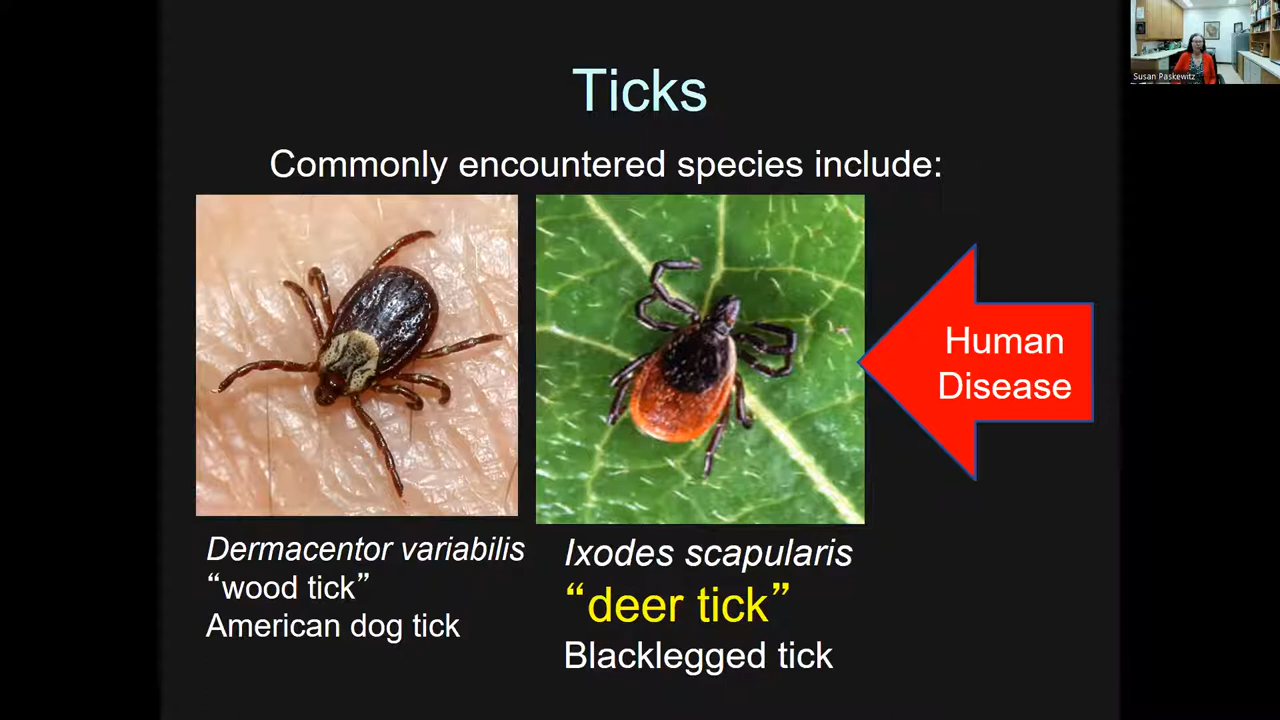 Ticks
Commonly encountered species include:
Human
Disease
Dermacentor variabilis
“wood tick”
American dog tick
Ixodes scapularis
“deer tick”
Blacklegged tick
Susan Paskewitz